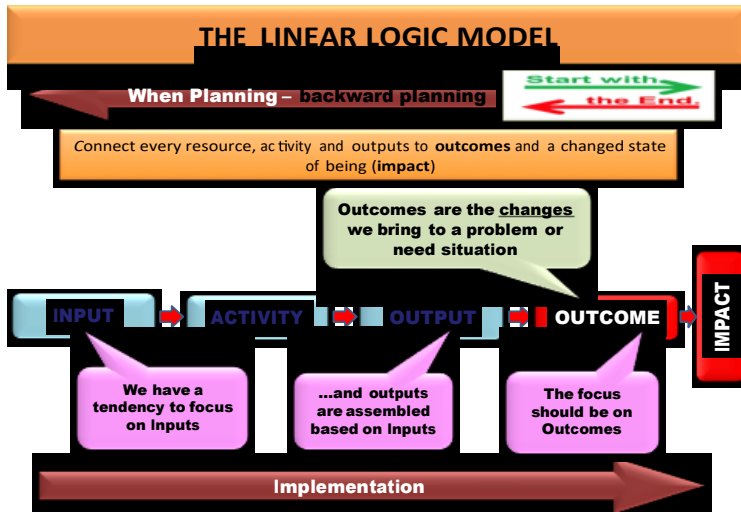 THE LINEAR LOGIC MODEL
When Planning – backward planning
Start with
the End.
Connect every resource, activity and outputs to outcomes and a changed state
of being (impact)
Outcomes are the changes
we bring to a problem or
need situation
INPUT
ACTIVITY
OUTPUT
OUTCOME
IMPACT
We have a
tendency to focus
on Inputs
...and outputs
are assembled
based on Inputs
The focus
should be on
Outcomes
Implementation